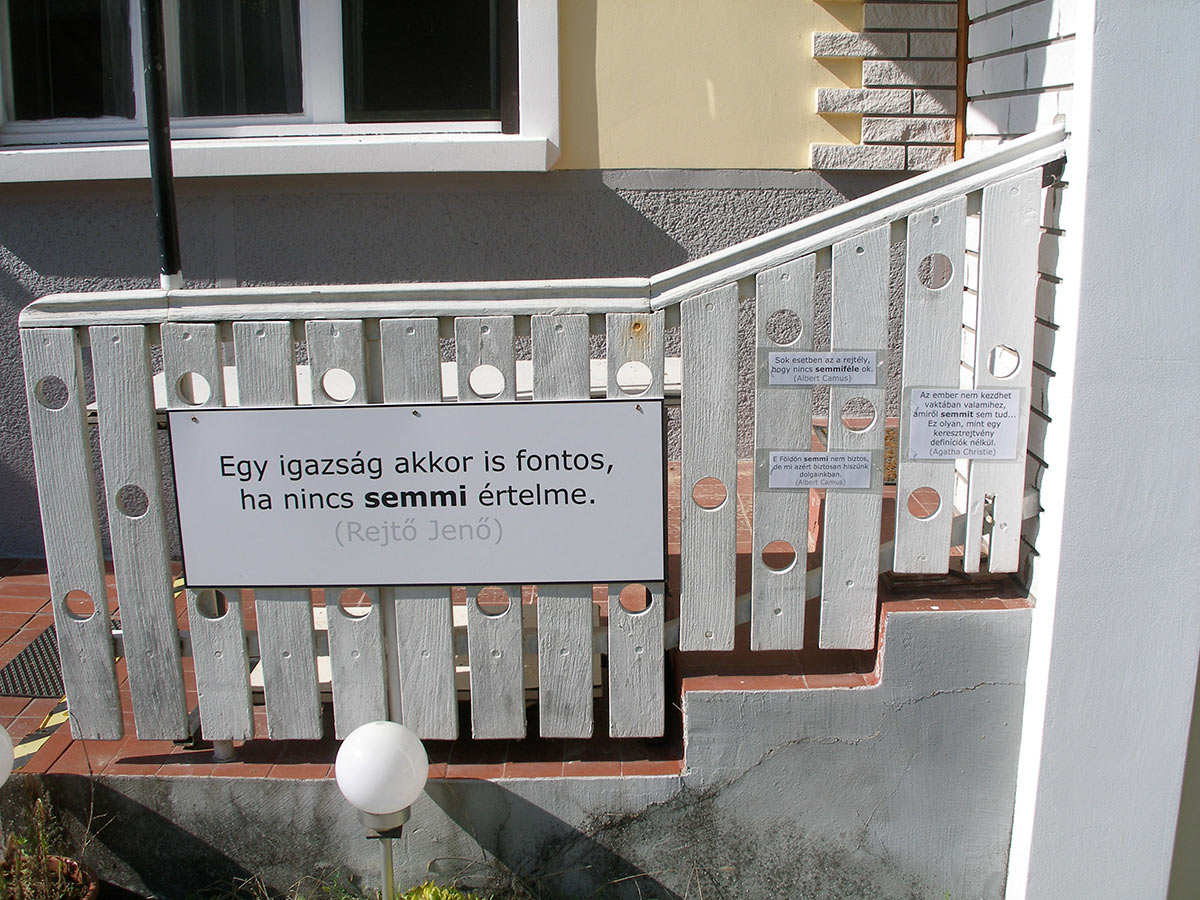 Egy igazság akkor is fontos,
ha nincs semmi értelme.
(Rejtő Jenő)
Sok esetben az a rejtély,
hogy nincs semmiféle ok.
(Albert Camus)
E Földön semmi nem biztos,
de mi azért biztosan hiszünk
dolgainkban.
(Albert Camus)
Az ember nem kezdhet
vaktában valamihez,
amiről semmit sem tud...
Ez olyan, mint egy
keresztrejtvény
definíciók nélkül.
(Agatha Christie)